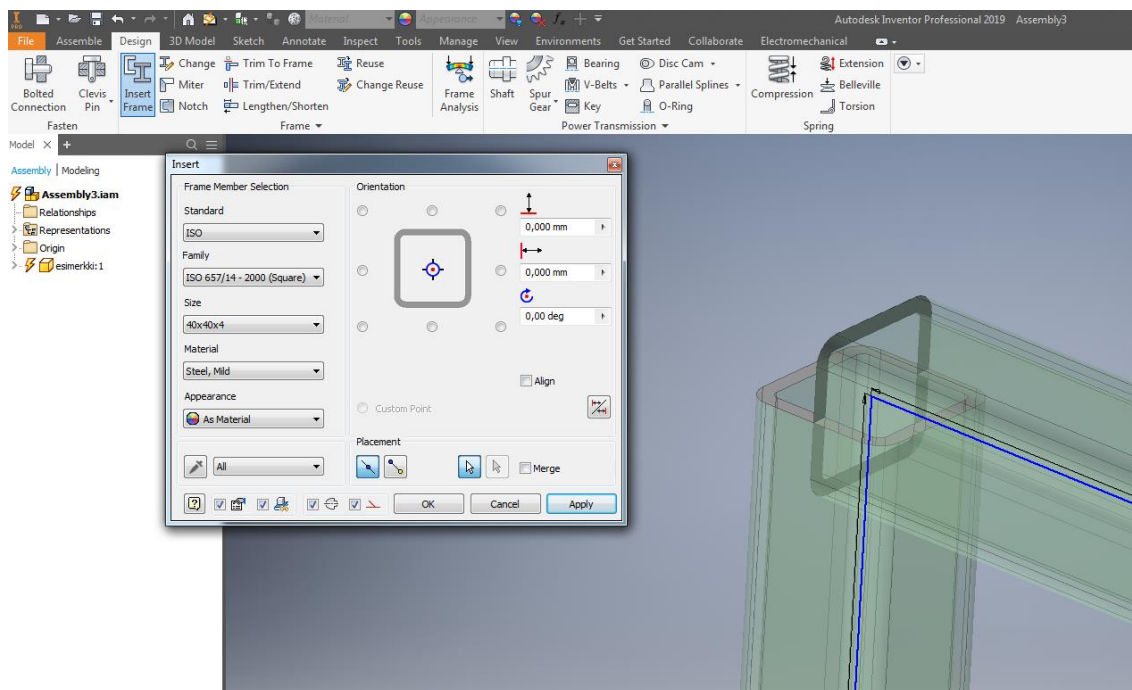 PRO
Material
Appearance
Autodesk Inventor Professional 2019 Assembly3
File Assemble Design 3D Model Sketch Annotate Inspect Tools Manage View Environments Get Started Collaborate Electromechanical
Bolted Connection
Clevis Pin
Insert Frame
Change
Miter
Notch
Trim To Frame
Trim/Extend
Lengthen/Shorten
Reuse
Change Reuse
Frame Analysis
Shaft
Spur Gear
Bearing
V-Belts
Key
Disc Cam
Parallel Splines
O-Ring
Compression
Extension
Belleville
Torsion
Fasten
Frame
Power Transmission
Spring
Model
Assembly | Modeling
Assembly3.iam
Relationships
Representations
Origin
esimerkki:1
Insert
Frame Member Selection
Standard
ISO
Family
ISO 657/14 - 2000 (Square)
Size
40x40x4
Material
Steel, Mild
Appearance
As Material
All
Orientation
0,000 mm
0,000 mm
0,00 deg
Align
Custom Point
Placement
Merge
OK
Cancel
Apply